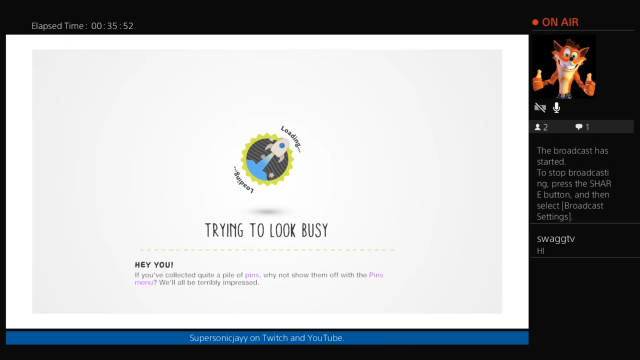 Elapsed Time : 00 : 35 : 52
ON AIR
Loading...
Loading...
TRYING TO LOOK BUSY
HEY YOU!
If you've collected quite a pile of pins, why not show them off with the Pins
menu? We'll all be terribly impressed.
2
1
The broadcast has
started.
To stop broadcasti
ng, press the SHAR
E button, and then
select [Broadcast
Settings].
swaggtv
HI
Supersonicjayy on Twitch and YouTube.